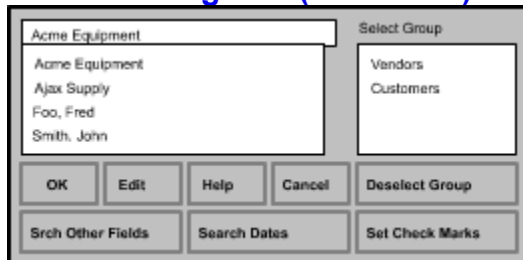 Acme Equipment
Select Group
Acme Equipment
Ajax Supply
Foo, Fred
Smith, John
Vendors
Customers
OK
Edit
Help
Cancel
Deselect Group
Srch Other Fields
Search Dates
Set Check Marks